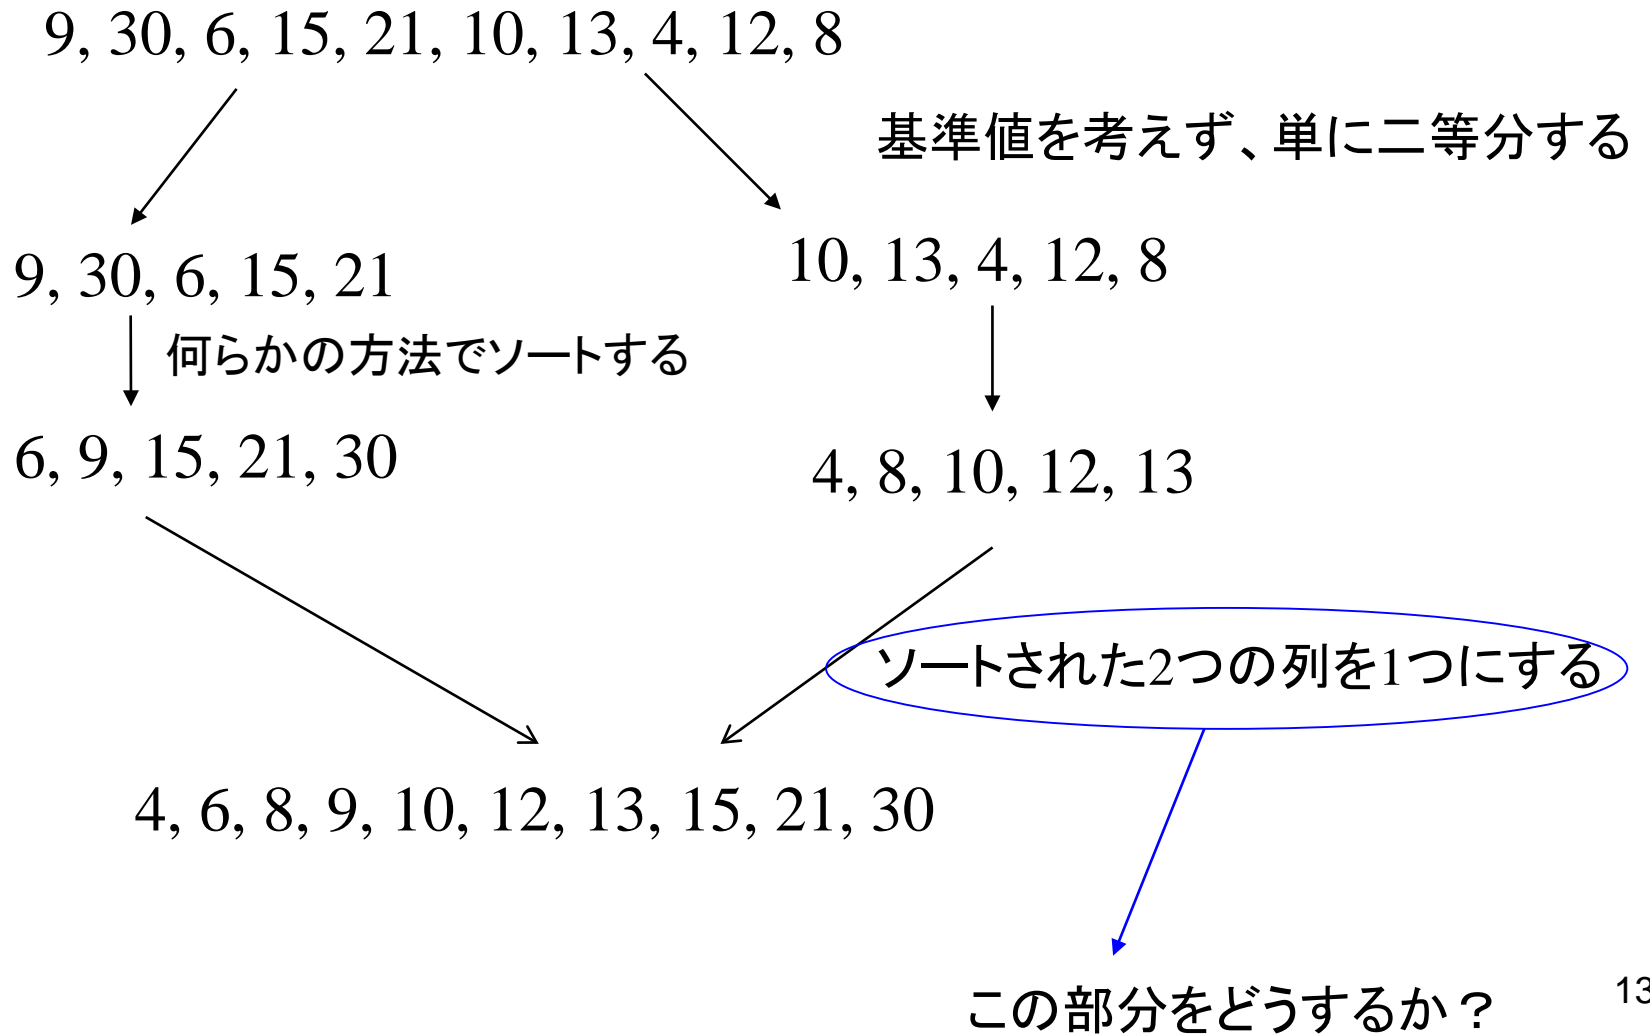 9, 30, 6, 15, 21, 10, 13, 4, 12, 8
基準値を考えず、単に二等分する
9, 30, 6, 15, 21
10, 13, 4, 12, 8
何らかの方法でソートする
6, 9, 15, 21, 30
4, 8, 10, 12, 13
ソートされた2つの列を1つにする
4, 6, 8, 9, 10, 12, 13, 15, 21, 30
この部分をどうするか？
13